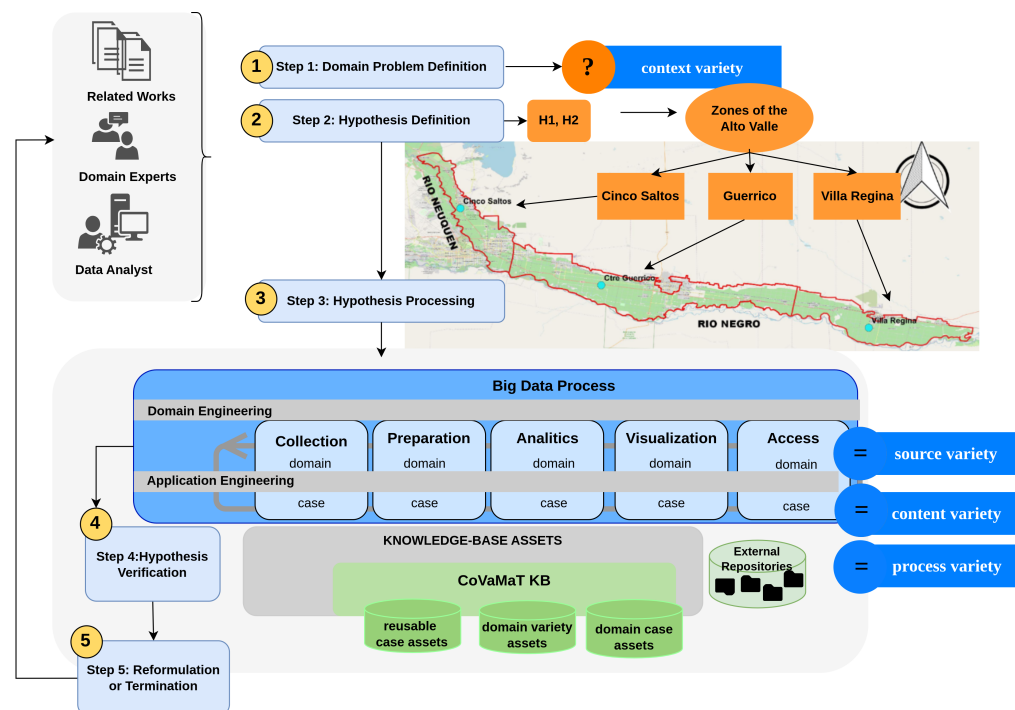 Related Works
Domain Experts
Data Analyst
1
Step 1: Domain Problem Definition
?
context variety
2
Step 2: Hypothesis Definition
H1, H2
Zones of the
Alto Valle
Cinco Saltos
Guerrico
Villa Regina
RIO NEUQUEN
Cinco Saltos
Ctre Guerrico
Villa Regina
RIO NEGRO
3
Step 3: Hypothesis Processing
Big Data Process
Domain Engineering
Collection
Preparation
Analitics
Visualization
Access
domain
domain
domain
domain
domain
Application Engineering
case
case
case
case
case
=
source variety
=
content variety
=
process variety
4
Step 4:Hypothesis
Verification
KNOWLEDGE-BASE ASSETS
CoVaMaT KB
reusable
case assets
domain variety
assets
domain case
assets
External
Repositories
5
Step 5: Reformulation
or Termination